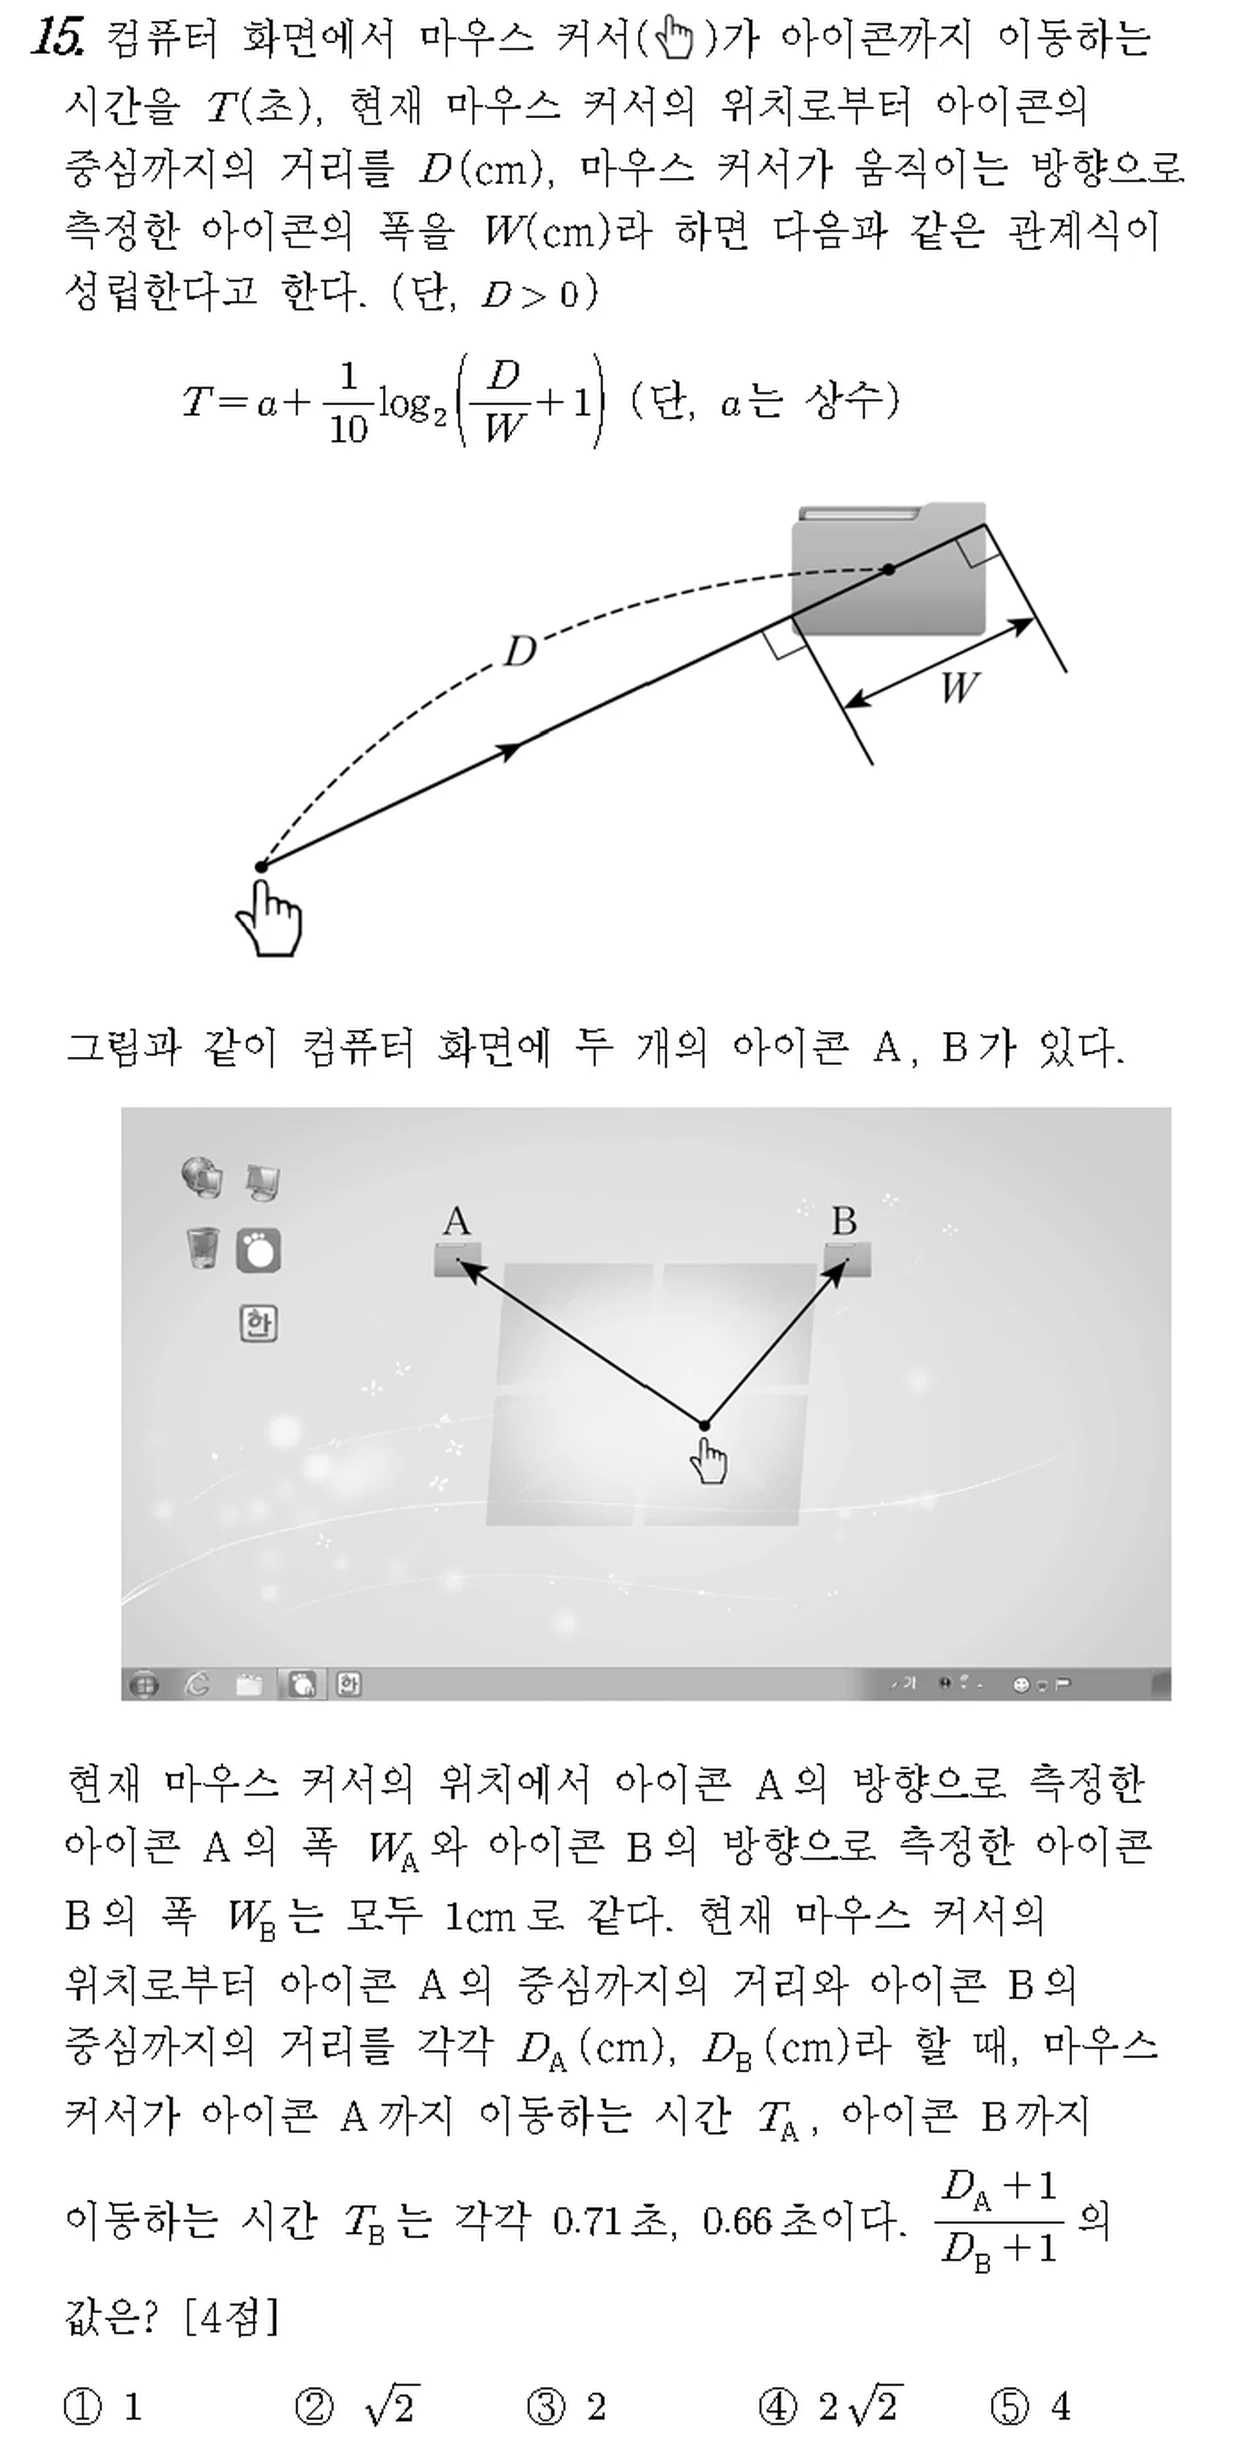 15. 컴퓨터 화면에서 마우스 커서( )가 아이콘까지 이동하는
시간을 T(초), 현재 마우스 커서의 위치로부터 아이콘의
중심까지의 거리를 D(cm), 마우스 커서가 움직이는 방향으로
측정한 아이콘의 폭을 W(cm)라 하면 다음과 같은 관계식이
성립한다고 한다. (단, D>0)
T=a+\frac{1}{10}log₂(\frac{D}{W}+1) (단, a는 상수)
D
W
그림과 같이 컴퓨터 화면에 두 개의 아이콘 A, B가 있다.
A B
한
한
가
현재 마우스 커서의 위치에서 아이콘 A의 방향으로 측정한
아이콘 A의 폭 W_A와 아이콘 B의 방향으로 측정한 아이콘
B의 폭 W_B는 모두 1cm로 같다. 현재 마우스 커서의
위치로부터 아이콘 A의 중심까지의 거리와 아이콘 B의
중심까지의 거리를 각각 D_A(cm), D_B(cm)라 할 때, 마우스
커서가 아이콘 A까지 이동하는 시간 T_A, 아이콘 B까지
이동하는 시간 T_B는 각각 0.71초, 0.66초이다. \frac{D_A+1}{D_B+1}의
값은? [4점]
① 1 ② √2 ③ 2 ④ 2√2 ⑤ 4